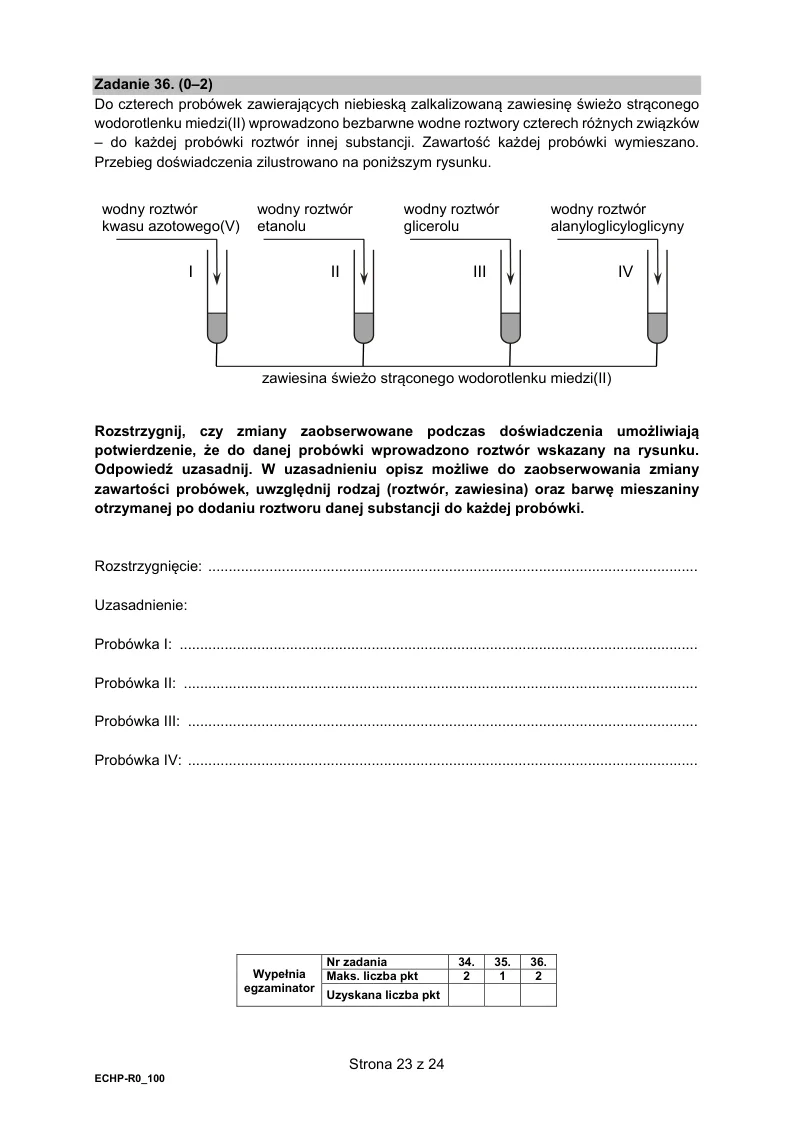 Zadanie 36. (0–2)
Do czterech probówek zawierających niebieską zalkalizowaną zawiesinę świeżo strąconego
wodorotlenku miedzi(II) wprowadzono bezbarwne wodne roztwory czterech różnych związków
– do każdej probówki roztwór innej substancji. Zawartość każdej probówki wymieszano.
Przebieg doświadczenia zilustrowano na poniższym rysunku.
wodny roztwór
kwasu azotowego(V)
wodny roztwór
etanolu
wodny roztwór
glicerolu
wodny roztwór
alanyloglicyloglicyny
I
II
III
IV
zawiesina świeżo strąconego wodorotlenku miedzi(II)
Rozstrzygnij, czy zmiany zaobserwowane podczas doświadczenia umożliwiają
potwierdzenie, że do danej probówki wprowadzono roztwór wskazany na rysunku.
Odpowiedź uzasadnij. W uzasadnieniu opisz możliwe do zaobserwowania zmiany
zawartości probówek, uwzględnij rodzaj (roztwór, zawiesina) oraz barwę mieszaniny
otrzymanej po dodaniu roztworu danej substancji do każdej probówki.
Rozstrzygnięcie: ......................................................................................................................
Uzasadnienie:
Probówka I: .............................................................................................................................
Probówka II: ............................................................................................................................
Probówka III: ...........................................................................................................................
Probówka IV: ...........................................................................................................................
Wypełnia
egzaminator
Nr zadania 34. 35. 36.
Maks. liczba pkt 2 1 2
Uzyskana liczba pkt
Strona 23 z 24
ECHP-R0_100